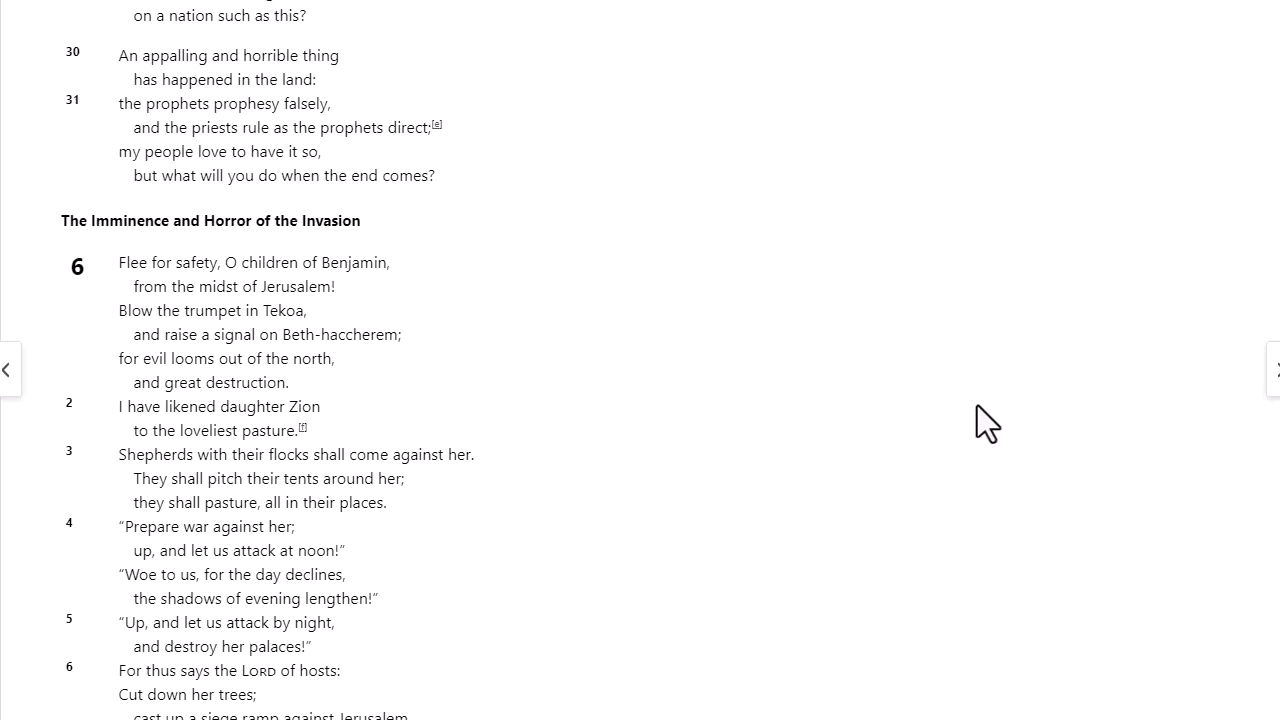 on a nation such as this?
30 An appalling and horrible thing
has happened in the land:
31 the prophets prophesy falsely,
and the priests rule as the prophets direct;[e]
my people love to have it so,
but what will you do when the end comes?
The Imminence and Horror of the Invasion
6 Flee for safety, O children of Benjamin,
from the midst of Jerusalem!
Blow the trumpet in Tekoa,
and raise a signal on Beth-haccherem;
for evil looms out of the north,
and great destruction.
2 I have likened daughter Zion
to the loveliest pasture.[f]
3 Shepherds with their flocks shall come against her.
They shall pitch their tents around her;
they shall pasture, all in their places.
4 “Prepare war against her;
up, and let us attack at noon!”
“Woe to us, for the day declines,
the shadows of evening lengthen!”
5 “Up, and let us attack by night,
and destroy her palaces!”
6 For thus says the LORD of hosts:
Cut down her trees;
cast up a siege ramp against Jerusalem